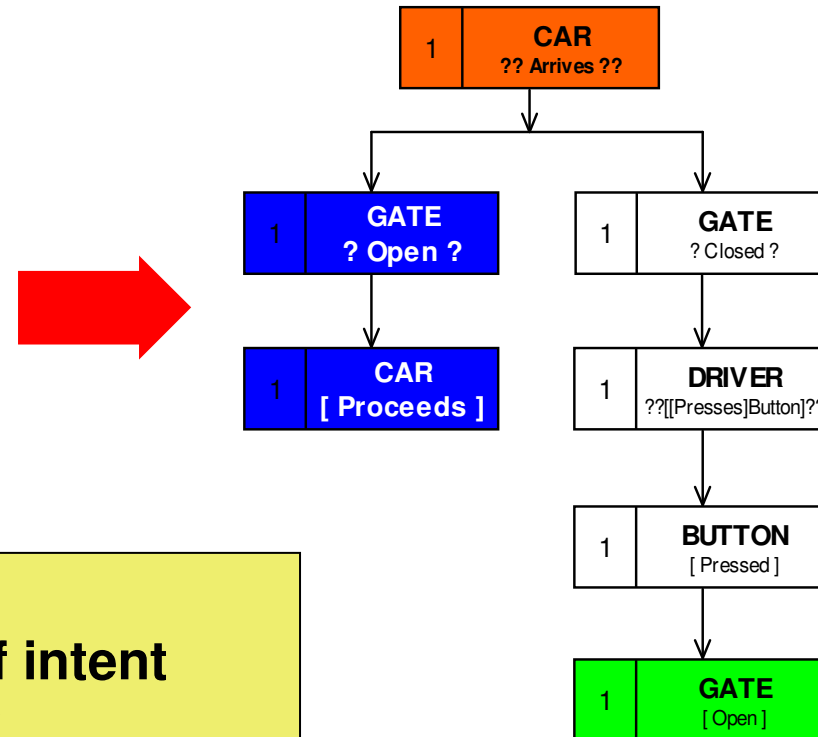 1
CAR
?? Arrives ??
1
GATE
? Open ?
1
GATE
? Closed ?
1
CAR
[ Proceeds ]
1
DRIVER
??[[Presses]Button]??
1
BUTTON
[ Pressed ]
intent
1
GATE
[ Open ]